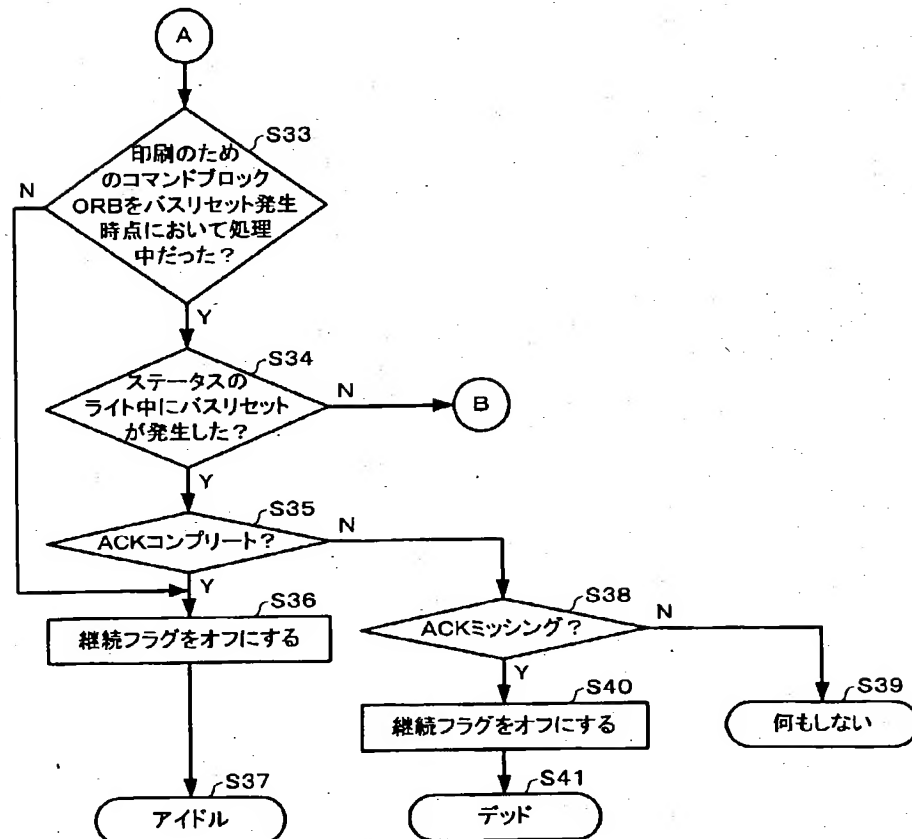 A
S33
印刷のため
のコマンドブロック
ORBをバスリセット発生
時点において処理
中だった？
N
Y
S34
ステータスの
ライト中にバスリセット
が発生した？
N
B
Y
S35
ACKコンプリート？
N
Y
S36
継続フラグをオフにする
S38
ACKミッシング？
N
Y
S40
継続フラグをオフにする
S39
何もしない
S37
アイドル
S41
デッド